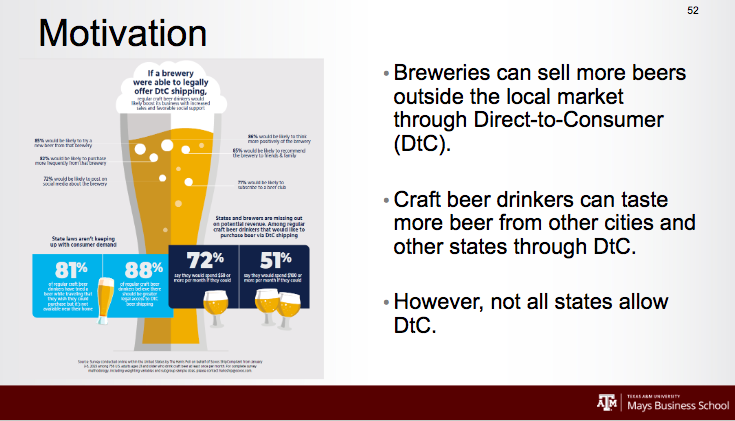 52
Motivation
If a brewery
were able to legally
offer DtC shipping,
regular craft beer drinkers would
likely boost its business with increased
sales and favorable social support
85% would be likely to try a
new beer from that brewery
86% would be likely to think
more positively of the brewery
83% would be likely to purchase
more frequently from that brewery
85% would be likely to recommend
the brewery to friends & family
72% would be likely to post on
social media about the brewery
would be likely to
subscribe to a beer club
States and brewers are missing out
on potential revenue. Among regular
craft beer drinkers that would like to
purchase beer via DtC shipping
State laws aren't keeping
up with consumer demand
81%
of regular craft beer
drinkers have tried a
beer while traveling that
they wish they could
purchase but it's not
available near their home
88%
of regular craft beer
drinkers believe there
should be greater
legal access to DtC
beer shipping
72%
say they would spend $50 or
more per month if they could
51%
say they would spend $100 or
more per month if they could
• Breweries can sell more beers
outside the local market
through Direct-to-Consumer
(DtC).
• Craft beer drinkers can taste
more beer from other cities and
other states through DtC.
• However, not all states allow
DtC.
TEXAS A&M UNIVERSITY
Mays Business School